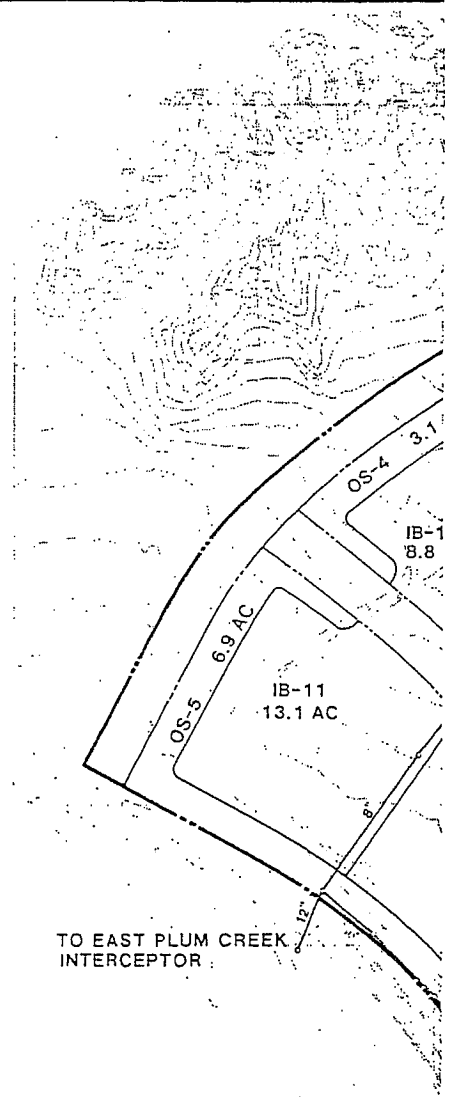 OS-4 3.1
IB-1
8.8
OS-5 6.9 AC
IB-11
13.1 AC
8"
12"
TO EAST PLUM CREEK
INTERCEPTOR